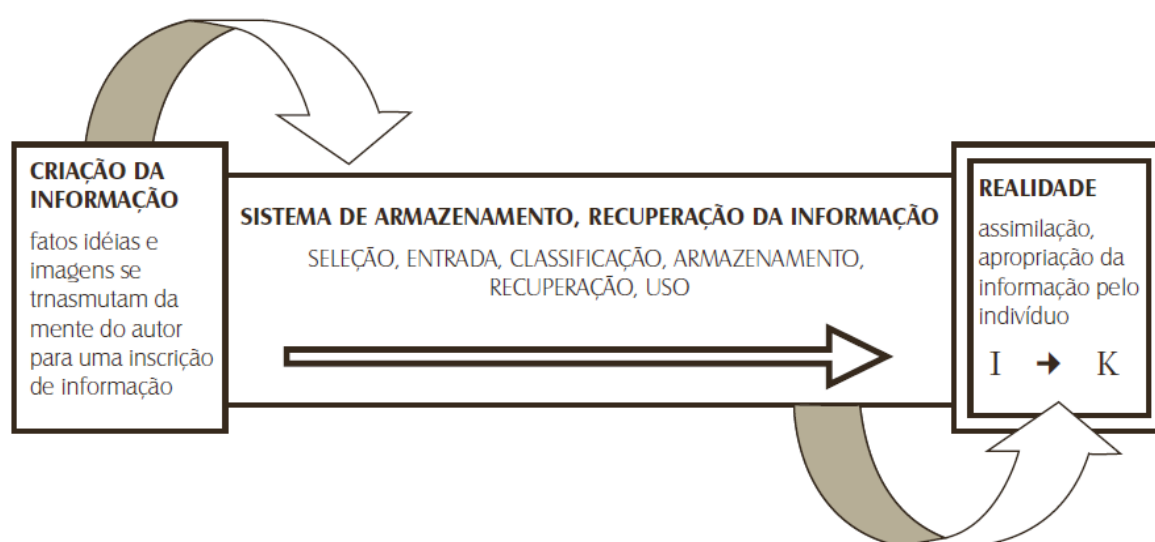 CRIAÇÃO DA
INFORMAÇÃO
fatos idéias e
imagens se
trnasmutam da
mente do autor
para uma inscrição
de informação
SISTEMA DE ARMAZENAMENTO, RECUPERAÇÃO DA INFORMAÇÃO
SELEÇÃO, ENTRADA, CLASSIFICAÇÃO, ARMAZENAMENTO,
RECUPERAÇÃO, USO
REALIDADE
assimilação,
apropriação da
informação pelo
indivíduo
I → K